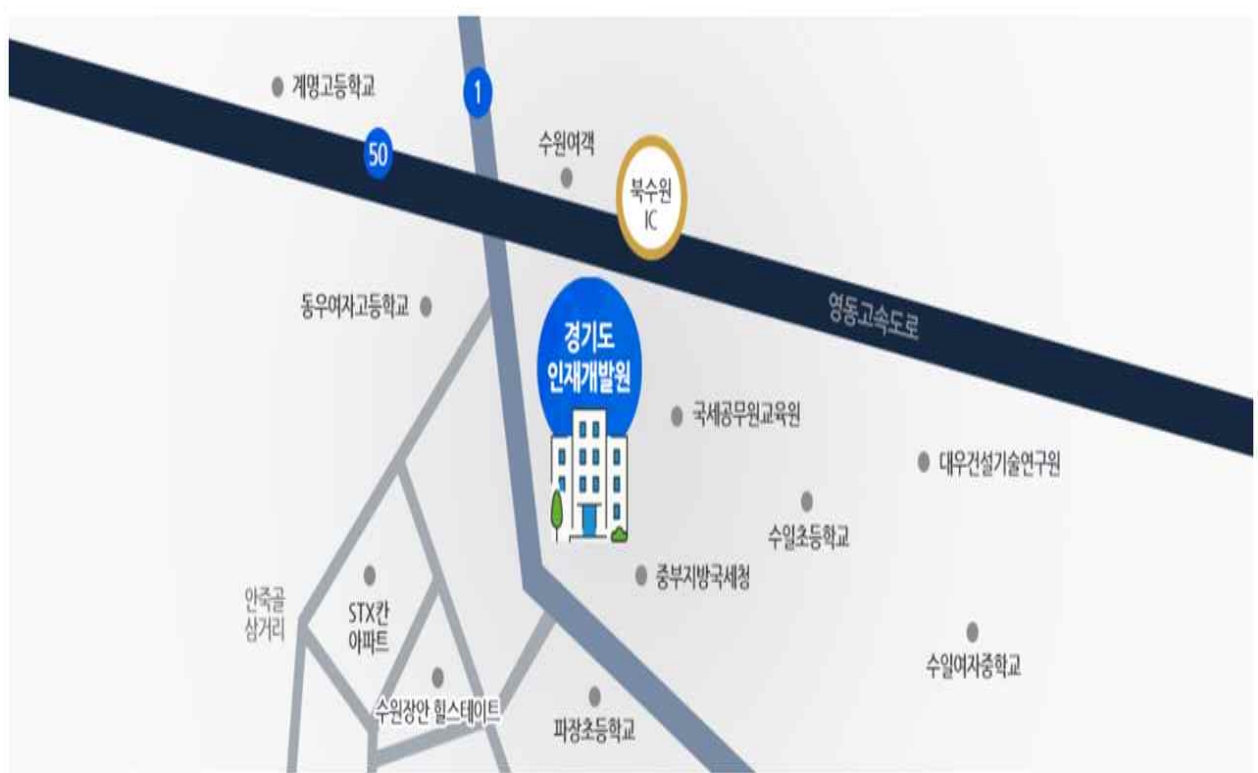 계명고등학교
1
50
수원여객
북수원
IC
동우여자고등학교
영동고속도로
경기도
인재개발원
국세공무원교육원
대우건설기술연구원
수일초등학교
중부지방국세청
안죽골
삼거리
STX칸
아파트
수일여자중학교
수원장안 힐스테이트
파장초등학교